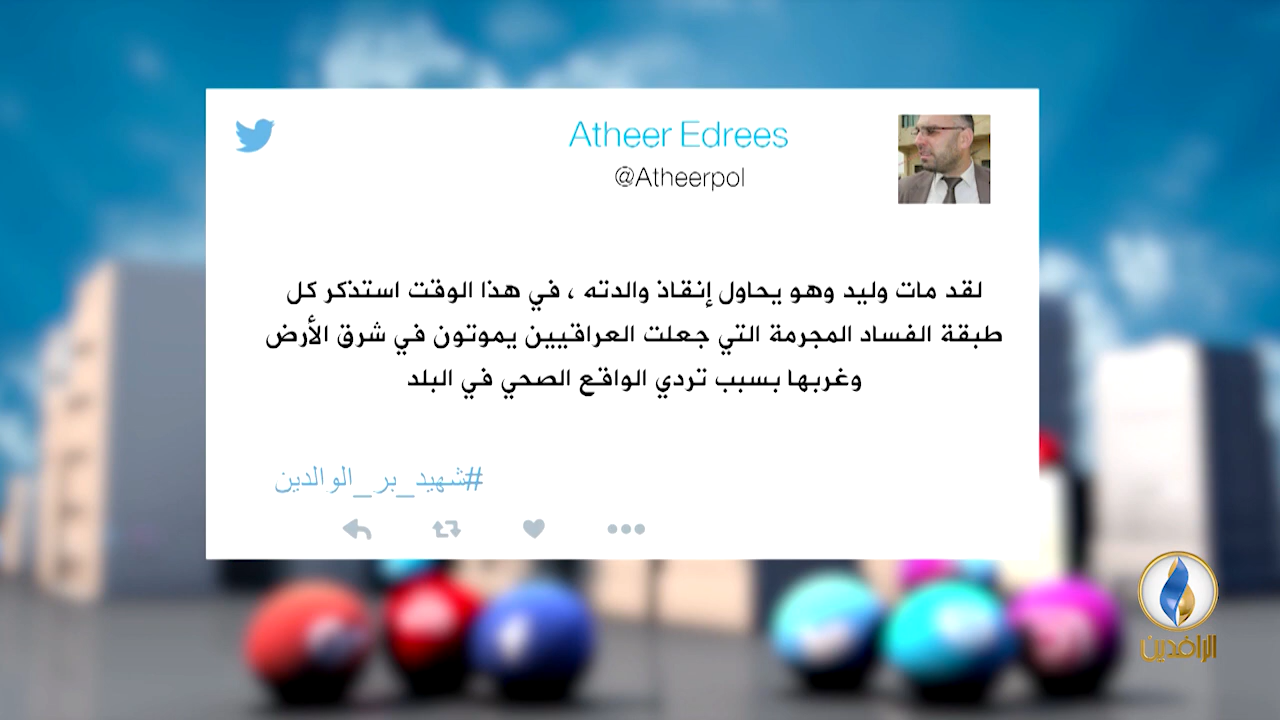 Atheer Edrees
@Atheerpol
لقد مات وليد وهو يحاول إنقاذ والدته ، في هذا الوقت استذكر كل
طبقة الفساد المجرمة التي جعلت العراقيين يموتون في شرق الأرض
وغربها بسبب تردي الواقع الصحي في البلد
#شهيد_بر_الوالدين
الرافدين